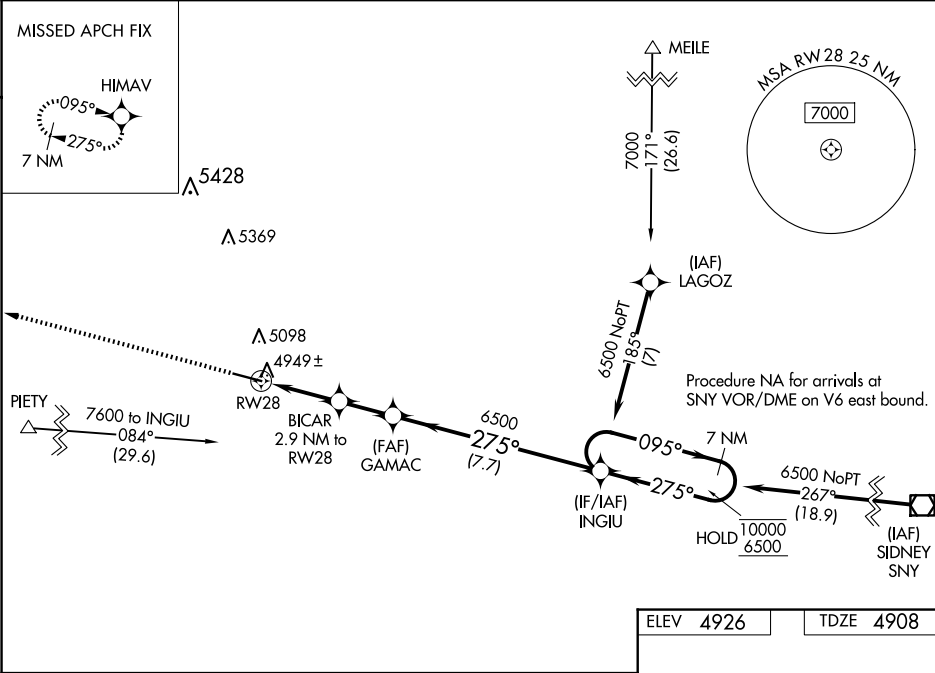 MISSED APCH FIX
HIMAV
095°
275°
7 NM
5428
5369
5098
4949±
RW28
PIETY
7600 to INGIU
084°
(29.6)
BICAR
2.9 NM to
RW28
(FAF)
GAMAC
6500
275°
(7.7)
MEILE
7000
171°
(26.6)
MSA RW28 25 NM
7000
(IAF)
LAGOZ
6500 NoPT
185°
(7)
Procedure NA for arrivals at
SNY VOR/DME on V6 east bound.
095°
7 NM
275°
(IF/IAF)
INGIU
HOLD
10000
6500
6500 NoPT
267°
(18.9)
(IAF)
SIDNEY
SNY
ELEV 4926
TDZE 4908